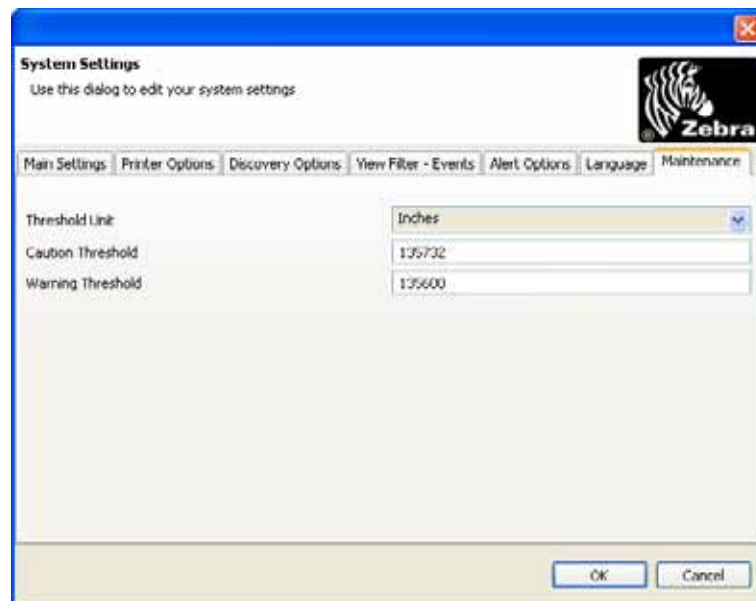 System Settings
Use this dialog to edit your system settings
Zebra
Main Settings Printer Options Discovery Options View Filter - Events Alert Options Language Maintenance
Threshold Unit Inches
Caution Threshold 135732
Warning Threshold 135600
OK Cancel